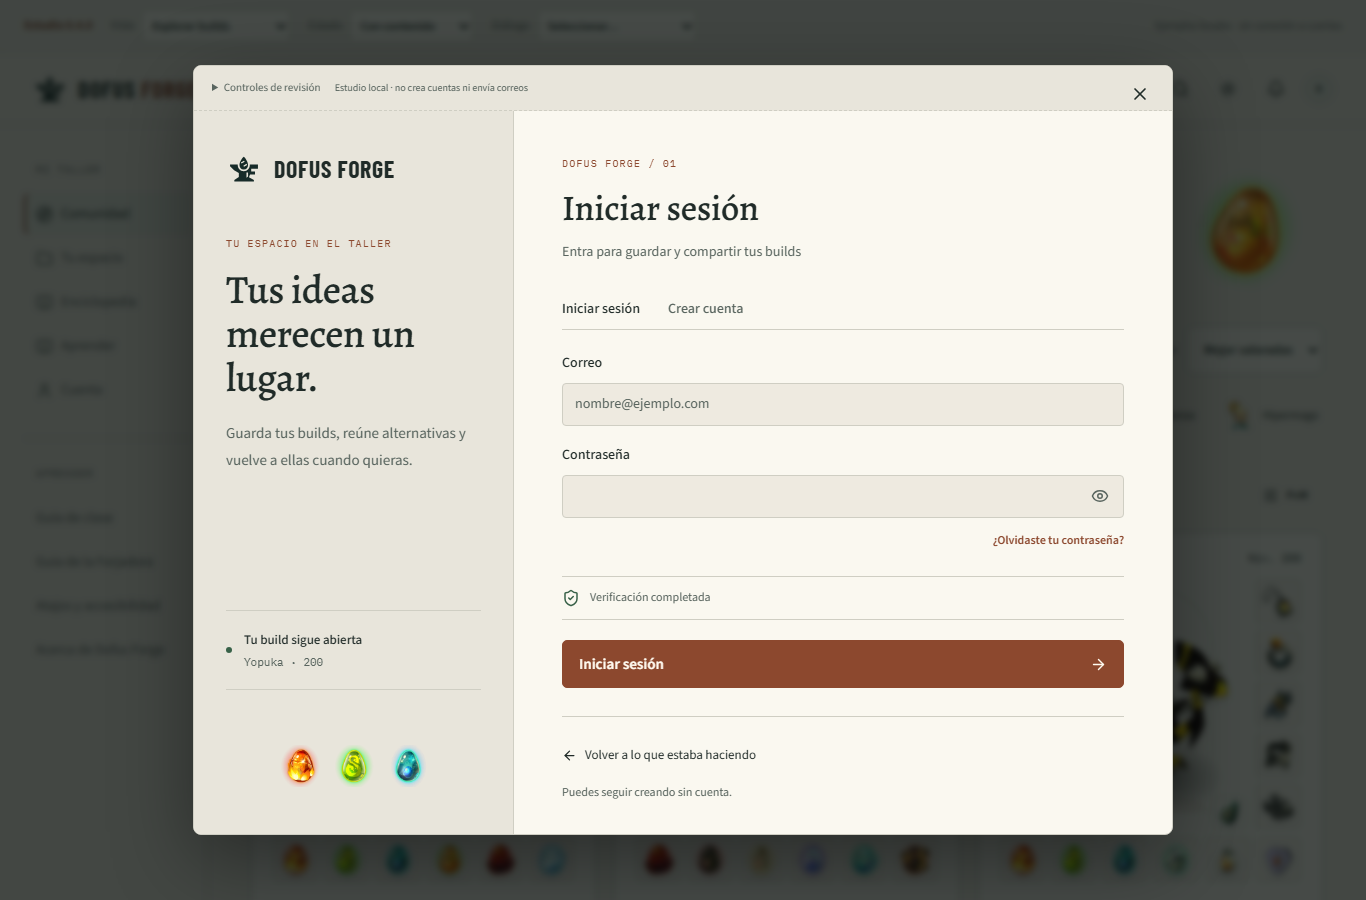 Controles de revisión
Estudio local · no crea cuentas ni envía correos
DOFUS FORGE
TU ESPACIO EN EL TALLER
Tus ideas
merecen un
lugar.
Guarda tus builds, reúne alternativas y
vuelve a ellas cuando quieras.
Tu build sigue abierta
Yopuka · 200
DOFUS FORGE / 01
Iniciar sesión
Entra para guardar y compartir tus builds
Iniciar sesión
Crear cuenta
Correo
nombre@ejemplo.com
Contraseña
¿Olvidaste tu contraseña?
Verificación completada
Iniciar sesión
Volver a lo que estaba haciendo
Puedes seguir creando sin cuenta.
DOFUS FORG
Comunidad